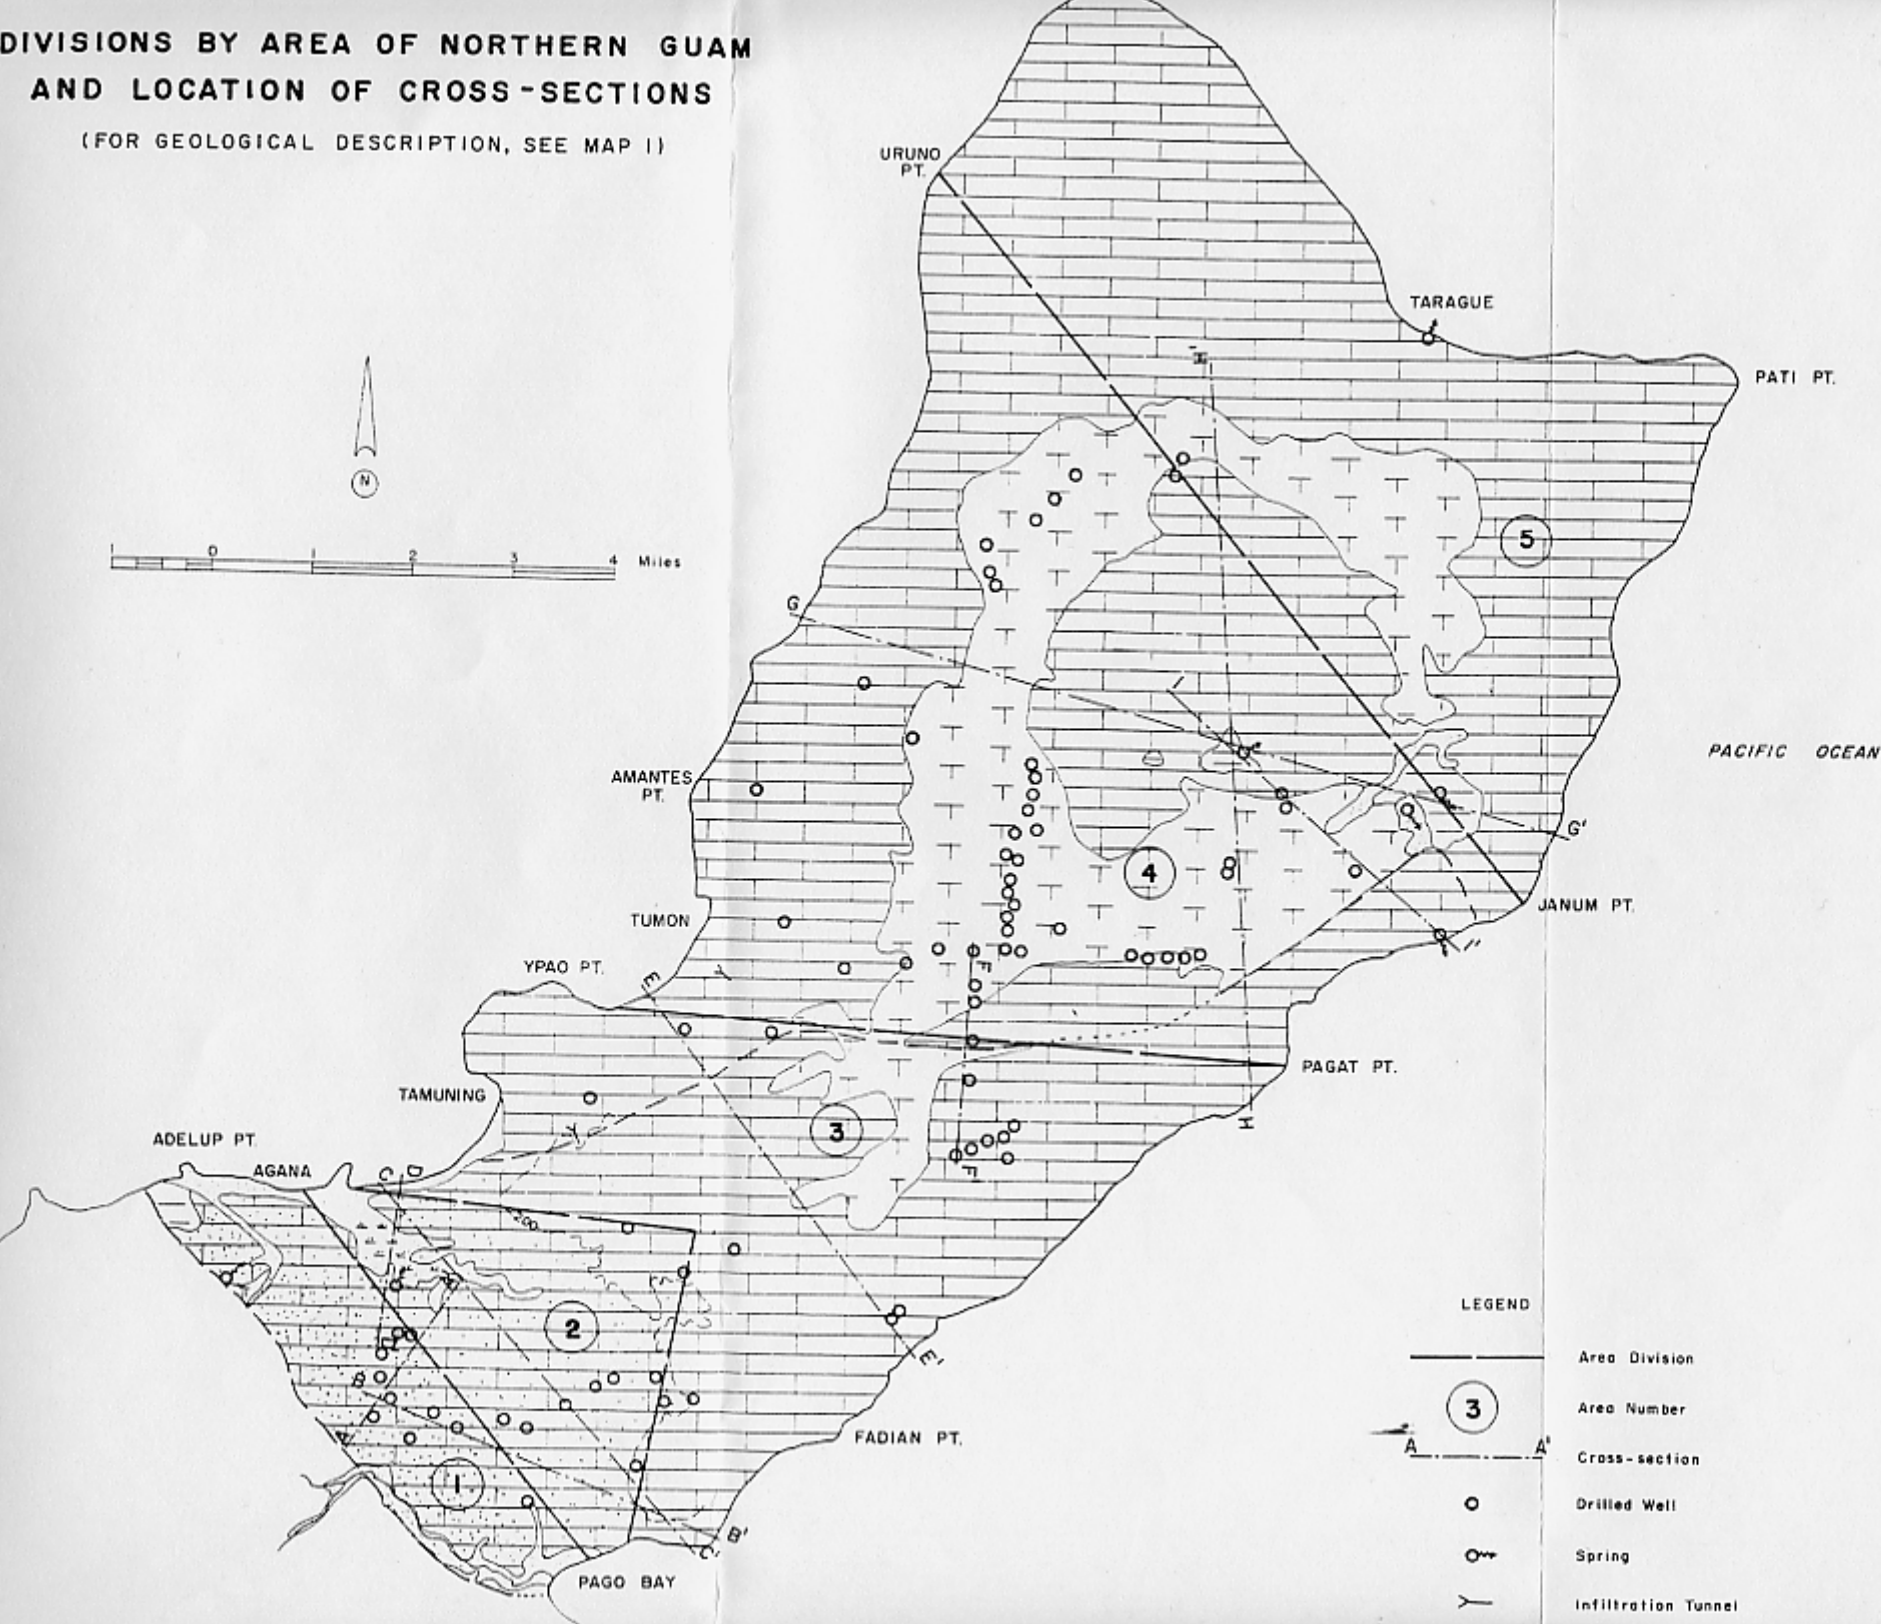 DIVISIONS BY AREA OF NORTHERN GUAM
AND LOCATION OF CROSS-SECTIONS
(FOR GEOLOGICAL DESCRIPTION, SEE MAP 1)
URUNO
PT.
TARAGUE
PATI PT.
H'
N
1 0 1 2 3 4 Miles
5
G
I
PACIFIC OCEAN
AMANTES
PT.
G'
4
JANUM PT.
TUMON
I'
YPAO PT.
E
F
PAGAT PT.
TAMUNING
H
3
ADELUP PT.
F'
AGANA
C D
200
2
E'
B
FADIAN PT.
1
B'
C'
PAGO BAY
LEGEND
Area Division
3 Area Number
A A' Cross-section
Drilled Well
Spring
Infiltration Tunnel